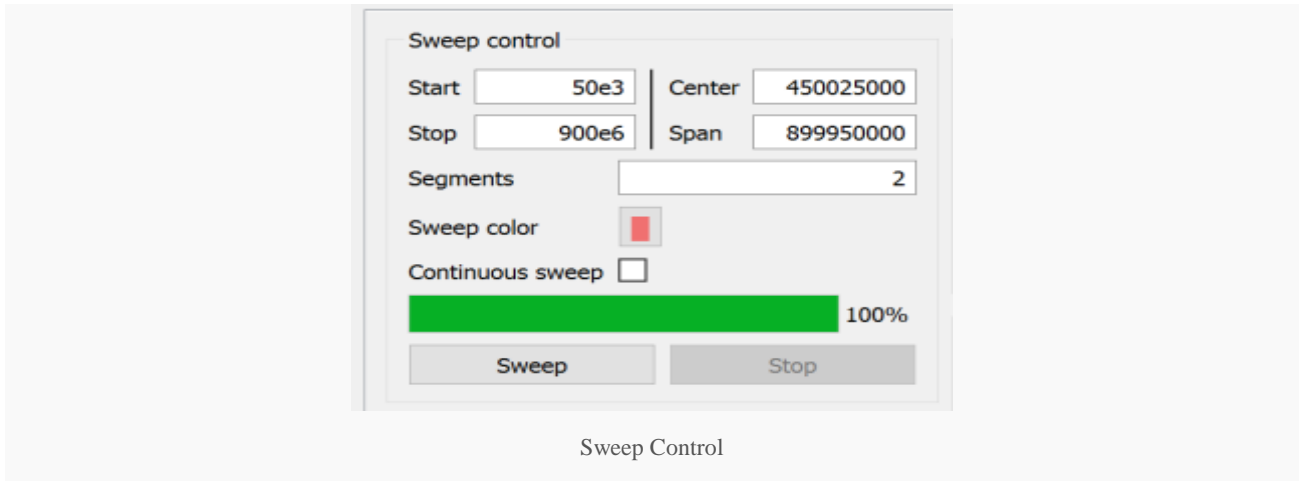 Sweep control
Start 50e3 Center 450025000
Stop 900e6 Span 899950000
Segments 2
Sweep color
Continuous sweep
100%
Sweep Stop
Sweep Control